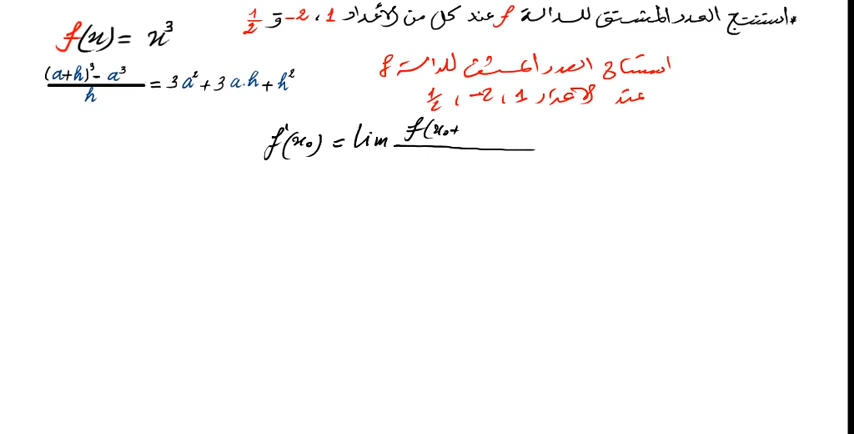 • استنتج العدد المشتق للدالة f عند كل من الأعداد 1 ، 2- و 1/2
f(x) = x³
((a+h)³ - a³)/h = 3a² + 3a.h + h²
استنتاج العدد المشتق للدالة f
عند الأعداد 1 ، 2- ، 1/2
f'(x₀) = lim f(x₀+